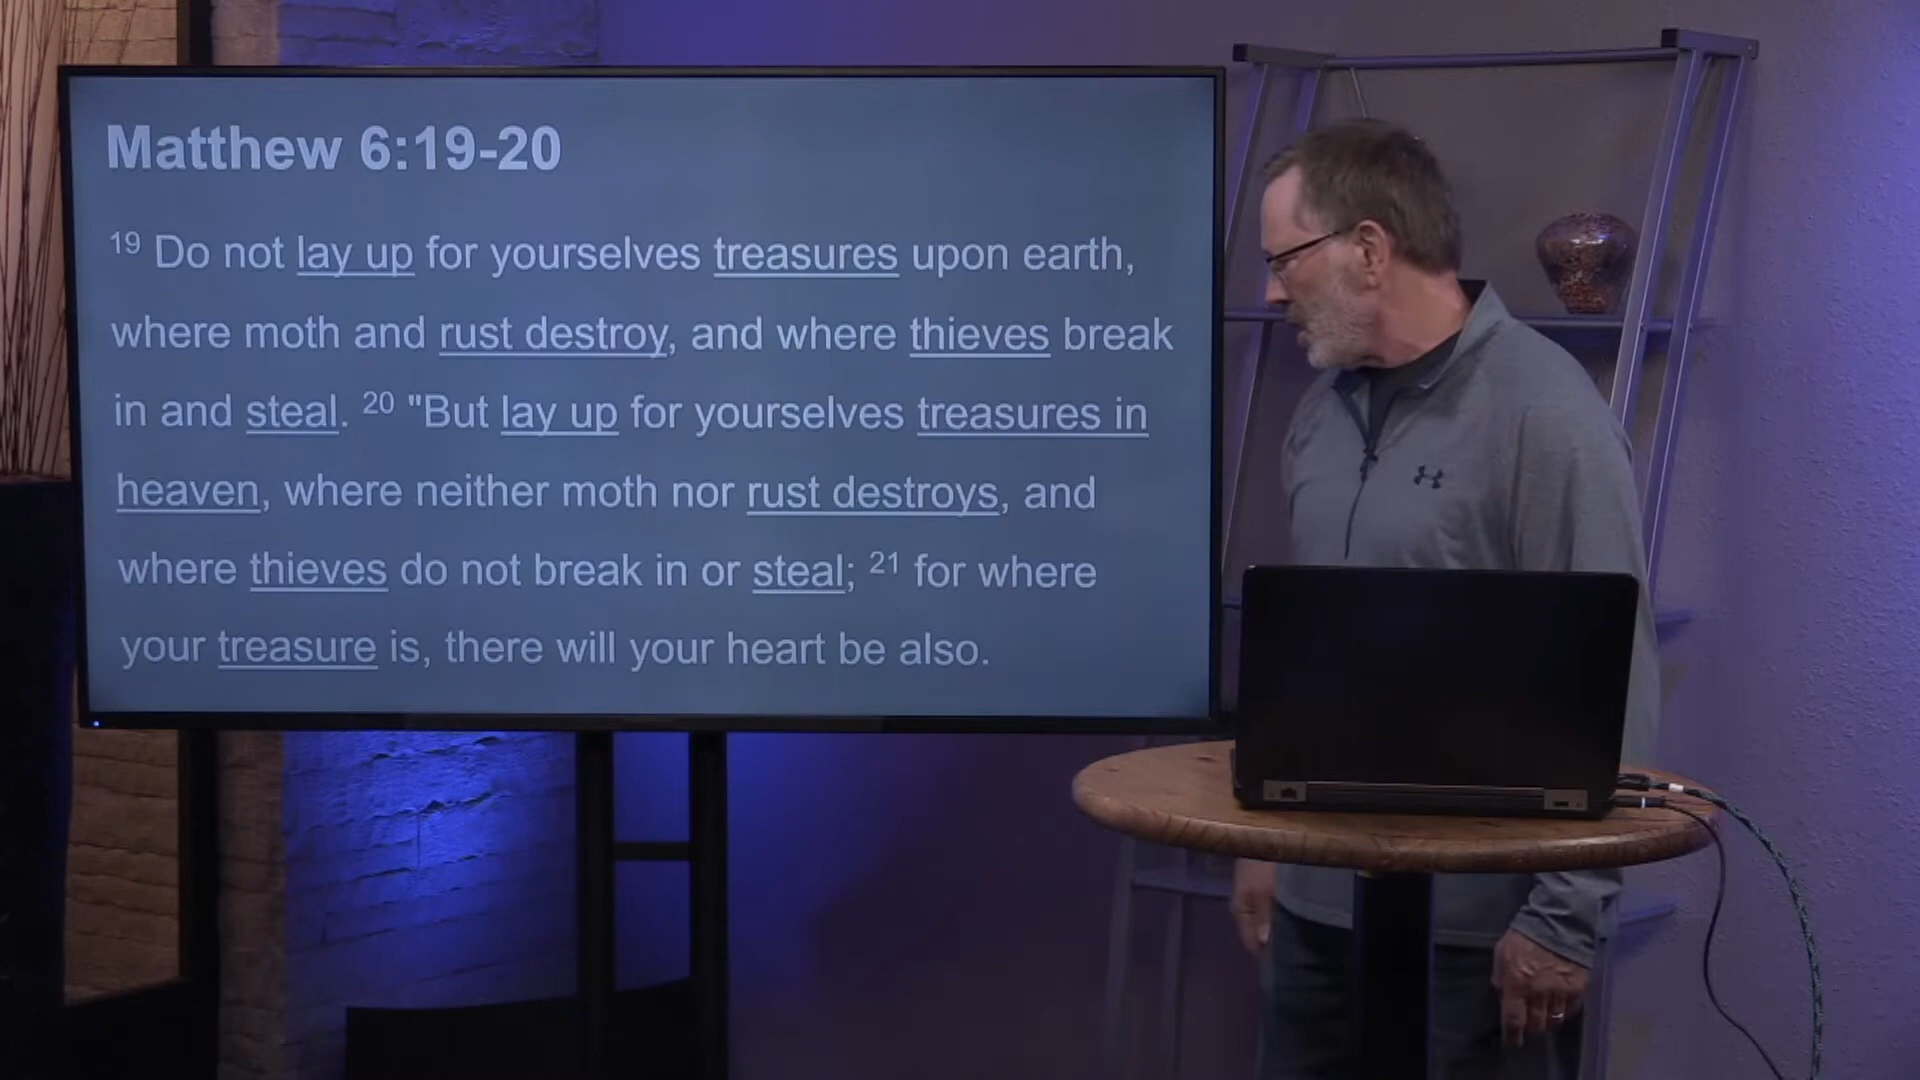 Matthew 6:19-20
19 Do not lay up for yourselves treasures upon earth,
where moth and rust destroy, and where thieves break
in and steal. 20 "But lay up for yourselves treasures in
heaven, where neither moth nor rust destroys, and
where thieves do not break in or steal; 21 for where
your treasure is, there will your heart be also.